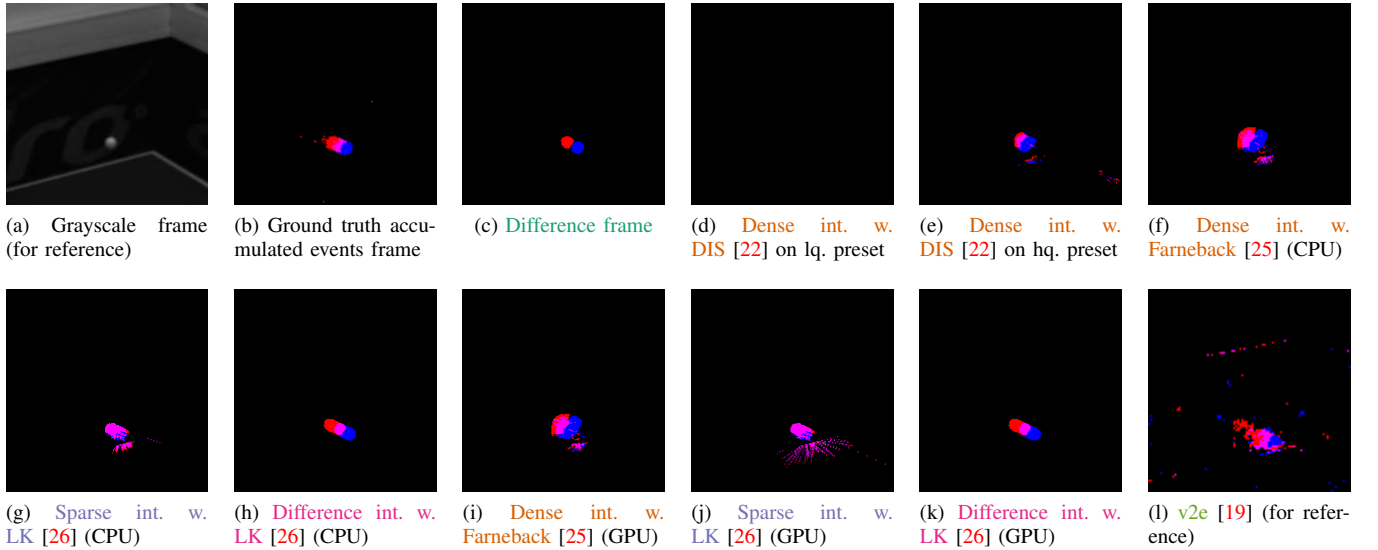 (a) Grayscale frame
(for reference)
(b) Ground truth accu-
mulated events frame
(c) Difference frame
(d) Dense int. w.
DIS [22] on lq. preset
(e) Dense int. w.
DIS [22] on hq. preset
(f) Dense int. w.
Farneback [25] (CPU)
(g) Sparse int. w.
LK [26] (CPU)
(h) Difference int. w.
LK [26] (CPU)
(i) Dense int. w.
Farneback [25] (GPU)
(j) Sparse int. w.
LK [26] (GPU)
(k) Difference int. w.
LK [26] (GPU)
(l) v2e [19] (for refer-
ence)